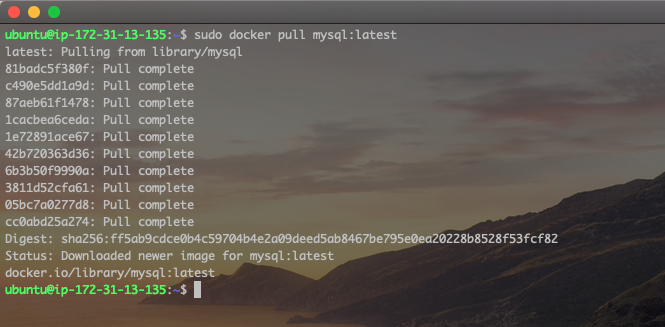 ubuntu@ip-172-31-13-135:~$ sudo docker pull mysql:latest
latest: Pulling from library/mysql
81badc5f380f: Pull complete
c490e5dd1a9d: Pull complete
87aeb61f1478: Pull complete
1cacbea6ceda: Pull complete
1e72891ace67: Pull complete
42b720363d36: Pull complete
6b3b50f9990a: Pull complete
3811d52cfa61: Pull complete
05bc7a0277d8: Pull complete
cc0abd25a274: Pull complete
Digest: sha256:ff5ab9cdce0b4c59704b4e2a09deed5ab8467be795e0ea20228b8528f53fcf82
Status: Downloaded newer image for mysql:latest
docker.io/library/mysql:latest
ubuntu@ip-172-31-13-135:~$